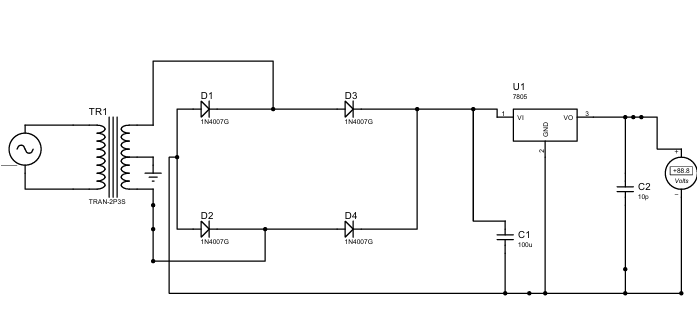 TR1
TRAN-2P3S
D1
1N4007G
D3
1N4007G
D2
1N4007G
D4
1N4007G
U1
7805
1
VI
VO
3
GND
2
C1
100u
C2
10p
+
+88.8
Volts
-